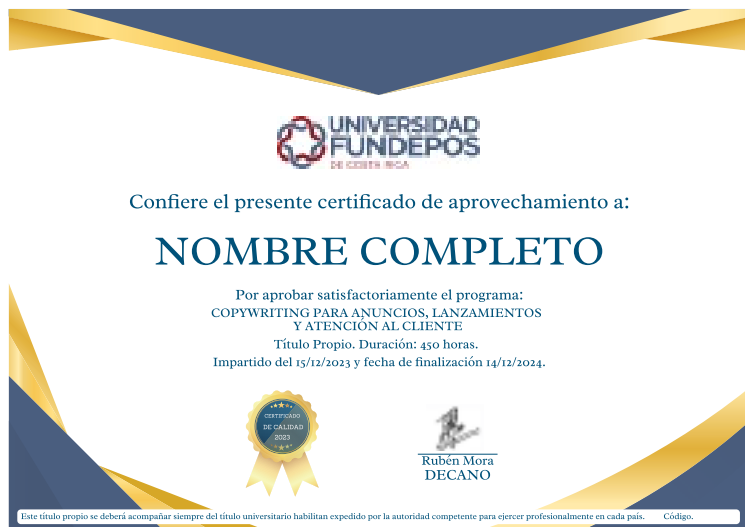 UNIVERSIDAD
FUNDEPOS
DE COSTA RICA
Confiere el presente certificado de aprovechamiento a:
NOMBRE COMPLETO
Por aprobar satisfactoriamente el programa:
COPYWRITING PARA ANUNCIOS, LANZAMIENTOS
Y ATENCIÓN AL CLIENTE
Título Propio. Duración: 450 horas.
Impartido del 15/12/2023 y fecha de finalización 14/12/2024.
CERTIFICADO
DE CALIDAD
2023
Rubén Mora
DECANO
Este título propio se deberá acompañar siempre del título universitario habilitan expedido por la autoridad competente para ejercer profesionalmente en cada país. Código.